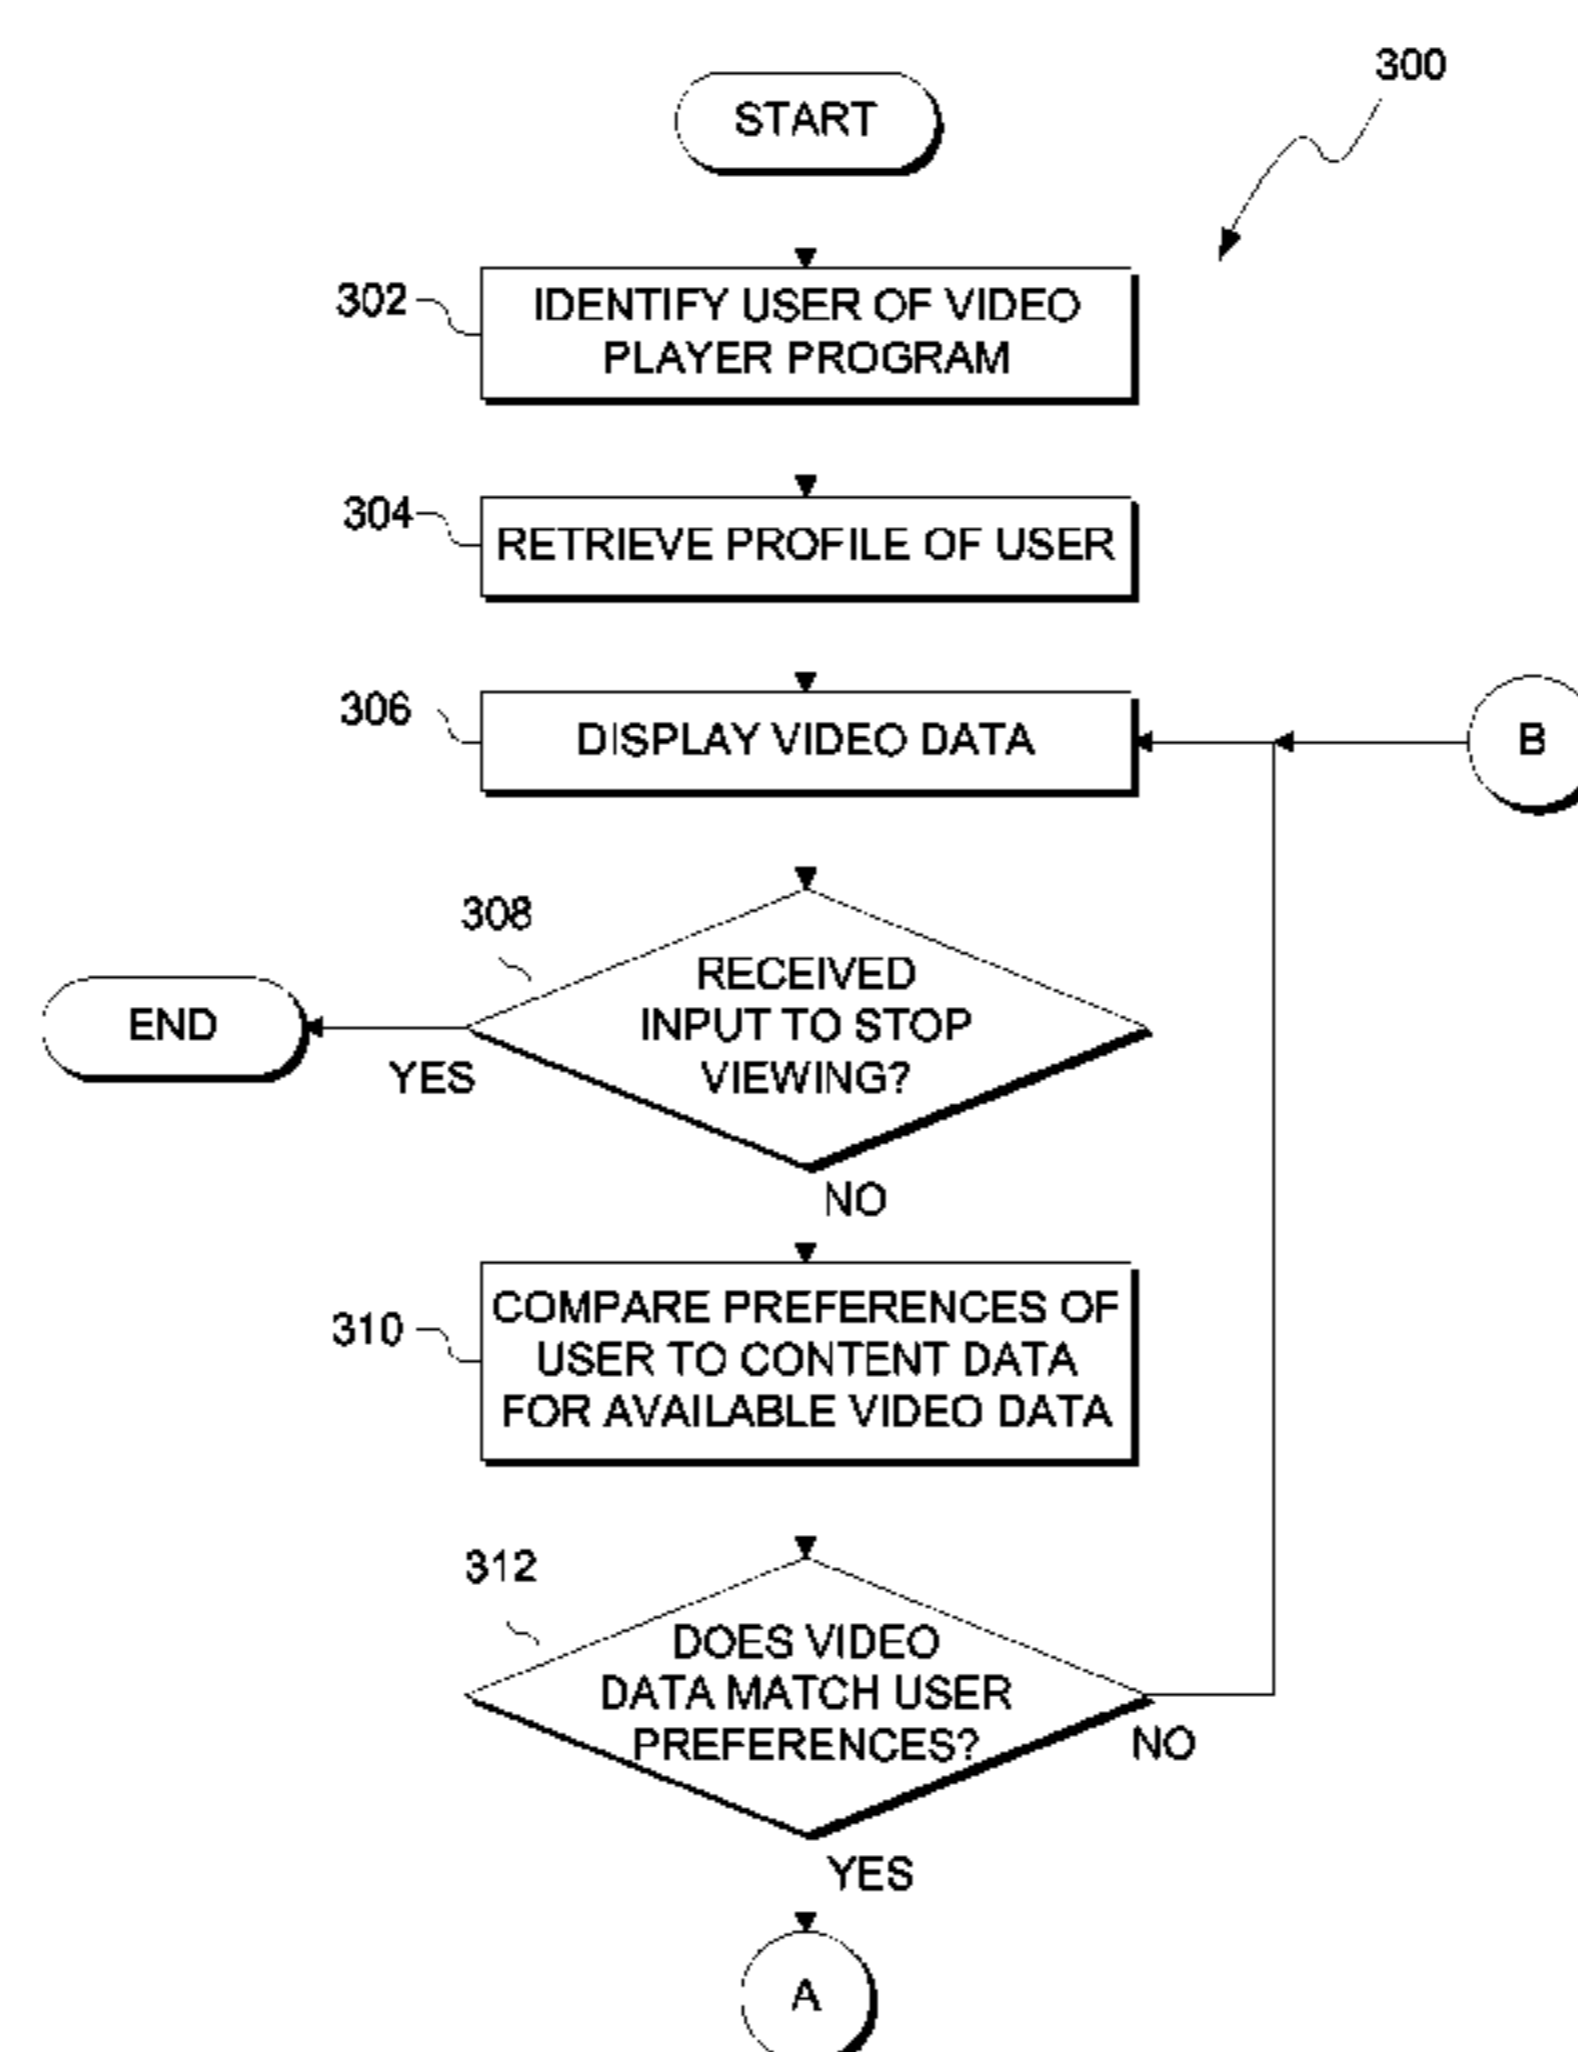 START
300
302
IDENTIFY USER OF VIDEO
PLAYER PROGRAM
304
RETRIEVE PROFILE OF USER
306
DISPLAY VIDEO DATA
B
308
RECEIVED
INPUT TO STOP
VIEWING?
END
YES
NO
310
COMPARE PREFERENCES OF
USER TO CONTENT DATA
FOR AVAILABLE VIDEO DATA
312
DOES VIDEO
DATA MATCH USER
PREFERENCES?
NO
YES
A